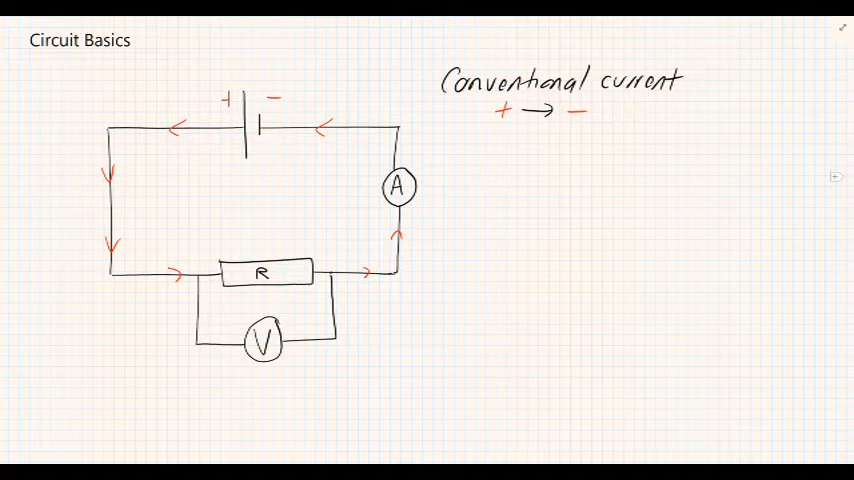 Circuit Basics
Conventional current
+ → -
+ -
A
R
V